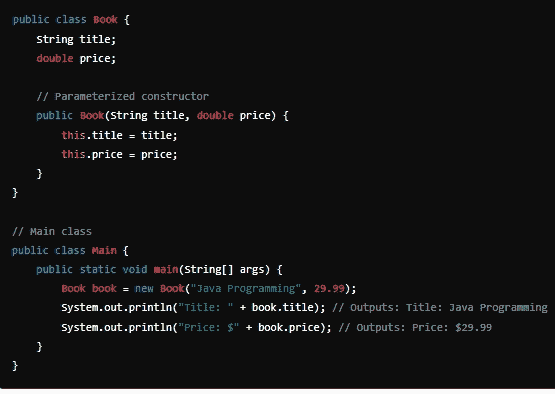 public class Book {
    String title;
    double price;

    // Parameterized constructor
    public Book(String title, double price) {
        this.title = title;
        this.price = price;
    }
}

// Main class
public class Main {
    public static void main(String[] args) {
        Book book = new Book("Java Programming", 29.99);
        System.out.println("Title: " + book.title); // Outputs: Title: Java Programming
        System.out.println("Price: $" + book.price); // Outputs: Price: $29.99
    }
}